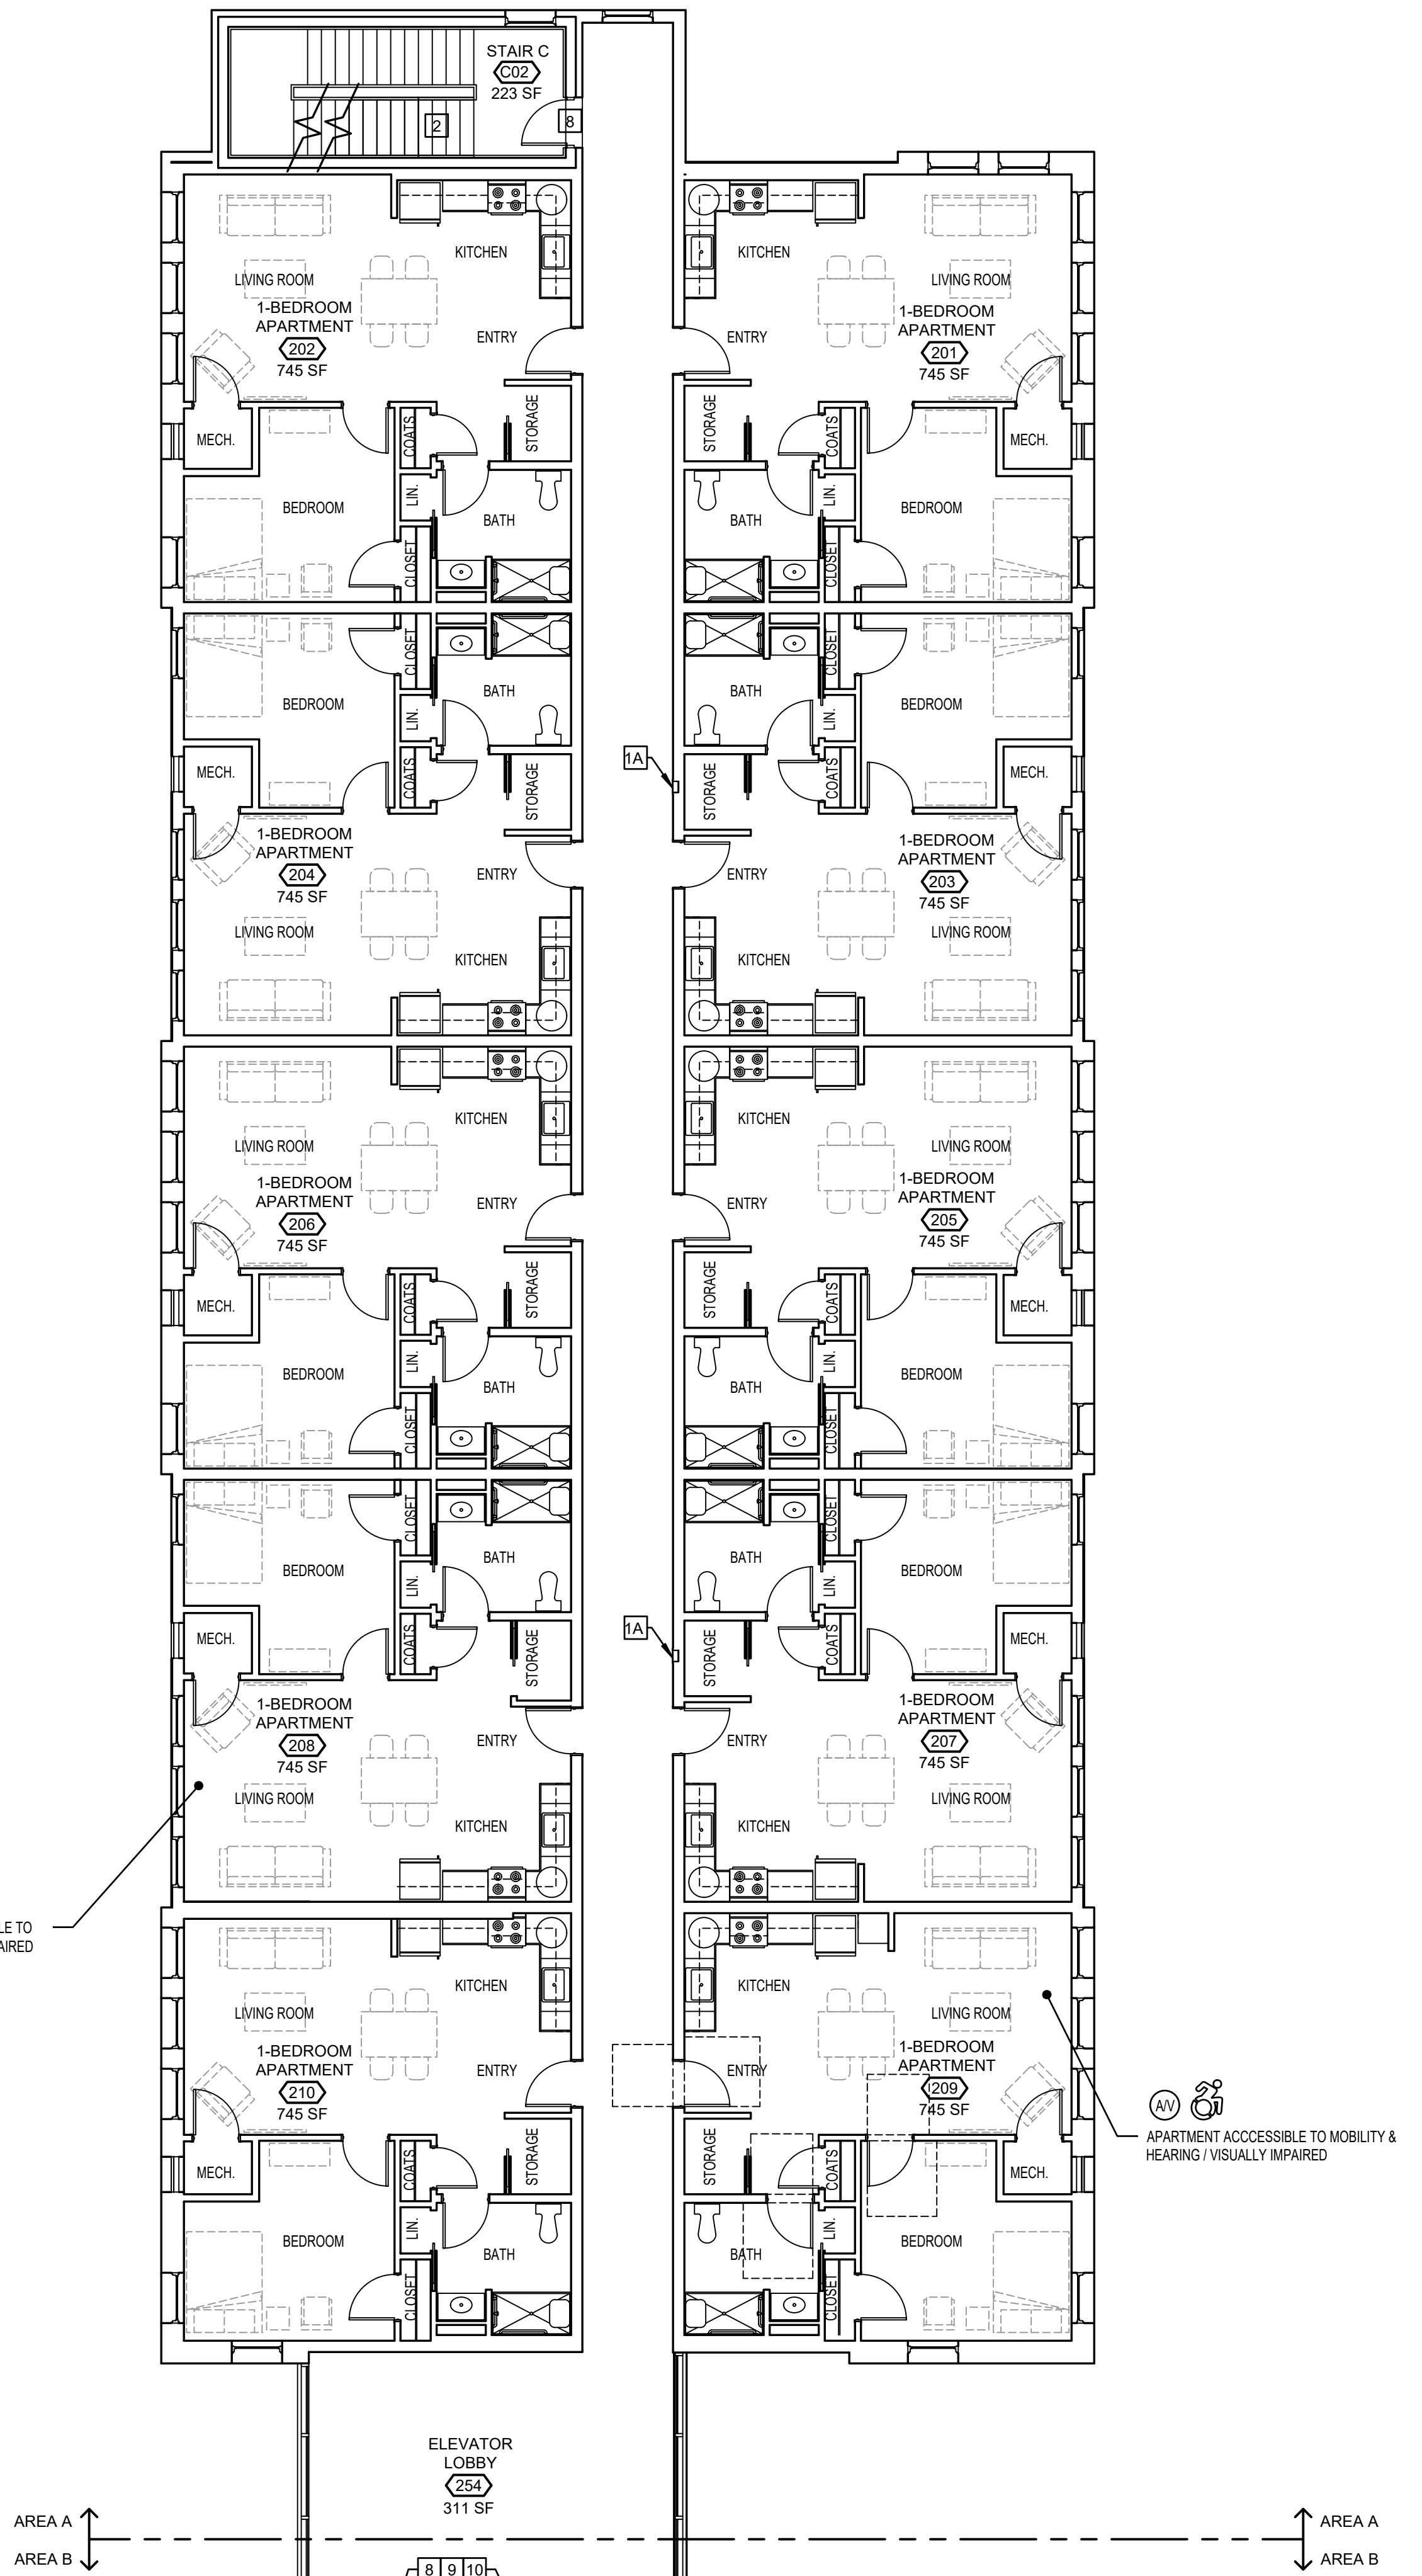 STAIR C
C02
223 SF
2
8
KITCHEN
KITCHEN
LIVING ROOM
LIVING ROOM
1-BEDROOM
APARTMENT
202
745 SF
ENTRY
ENTRY
1-BEDROOM
APARTMENT
201
745 SF
MECH.
COATS
STORAGE
STORAGE
COATS
MECH.
BEDROOM
LIN.
BATH
BATH
LIN.
BEDROOM
CLOSET
CLOSET
CLOSET
CLOSET
BEDROOM
LIN.
BATH
BATH
LIN.
BEDROOM
1A
MECH.
COATS
STORAGE
STORAGE
COATS
MECH.
1-BEDROOM
APARTMENT
204
745 SF
ENTRY
ENTRY
1-BEDROOM
APARTMENT
203
745 SF
LIVING ROOM
LIVING ROOM
KITCHEN
KITCHEN
KITCHEN
KITCHEN
LIVING ROOM
LIVING ROOM
1-BEDROOM
APARTMENT
206
745 SF
ENTRY
ENTRY
1-BEDROOM
APARTMENT
205
745 SF
MECH.
COATS
STORAGE
STORAGE
COATS
MECH.
BEDROOM
LIN.
BATH
BATH
LIN.
BEDROOM
CLOSET
CLOSET
CLOSET
CLOSET
BEDROOM
LIN.
BATH
BATH
LIN.
BEDROOM
1A
MECH.
COATS
STORAGE
STORAGE
COATS
MECH.
1-BEDROOM
APARTMENT
208
745 SF
ENTRY
ENTRY
1-BEDROOM
APARTMENT
207
745 SF
LIVING ROOM
LIVING ROOM
KITCHEN
KITCHEN
LE TO
AIRED
KITCHEN
KITCHEN
LIVING ROOM
LIVING ROOM
1-BEDROOM
APARTMENT
210
745 SF
ENTRY
ENTRY
1-BEDROOM
APARTMENT
209
745 SF
A/V
APARTMENT ACCCESSIBLE TO MOBILITY &
HEARING / VISUALLY IMPAIRED
MECH.
COATS
STORAGE
STORAGE
COATS
MECH.
BEDROOM
LIN.
BATH
BATH
LIN.
BEDROOM
CLOSET
CLOSET
ELEVATOR
LOBBY
254
311 SF
AREA A
AREA A
AREA B
AREA B
8 9 10